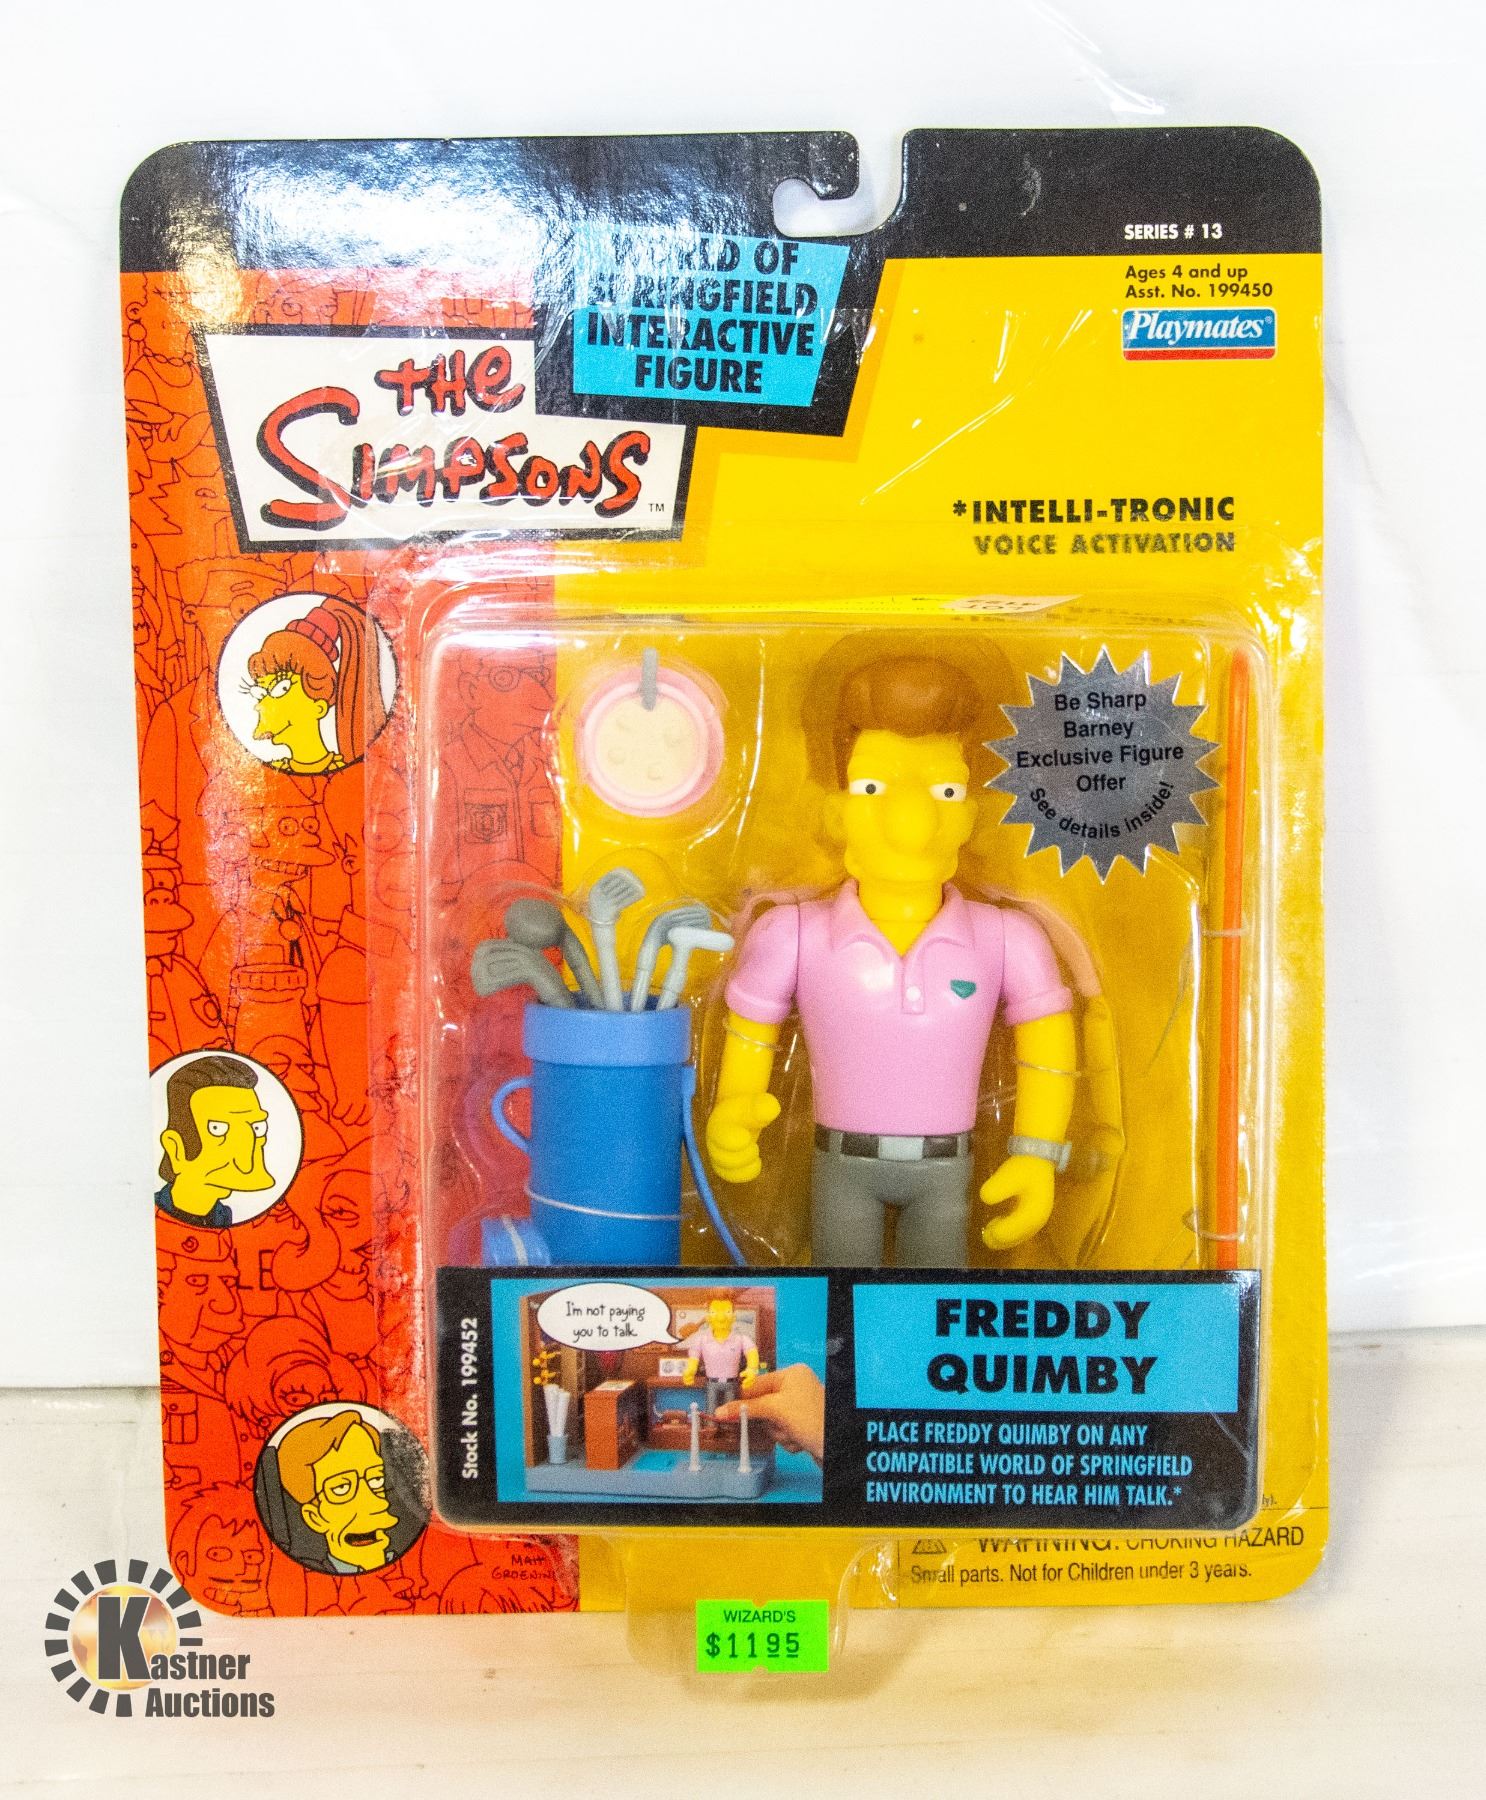 SERIES # 13
Ages 4 and up
Asst. No. 199450
Playmates®
WORLD OF
SPRINGFIELD
INTERACTIVE
FIGURE
THE
SIMPSONS
TM
*INTELLI-TRONIC
VOICE ACTIVATION
Be Sharp
Barney
Exclusive Figure
Offer
See details inside!
I'm not paying
you to talk.
Stock No. 199452
FREDDY
QUIMBY
PLACE FREDDY QUIMBY ON ANY
COMPATIBLE WORLD OF SPRINGFIELD
ENVIRONMENT TO HEAR HIM TALK.*
WARNING: CHOKING HAZARD
Small parts. Not for Children under 3 years.
MATT
GROENING
WIZARD'S
$11.95
Kastner
Auctions